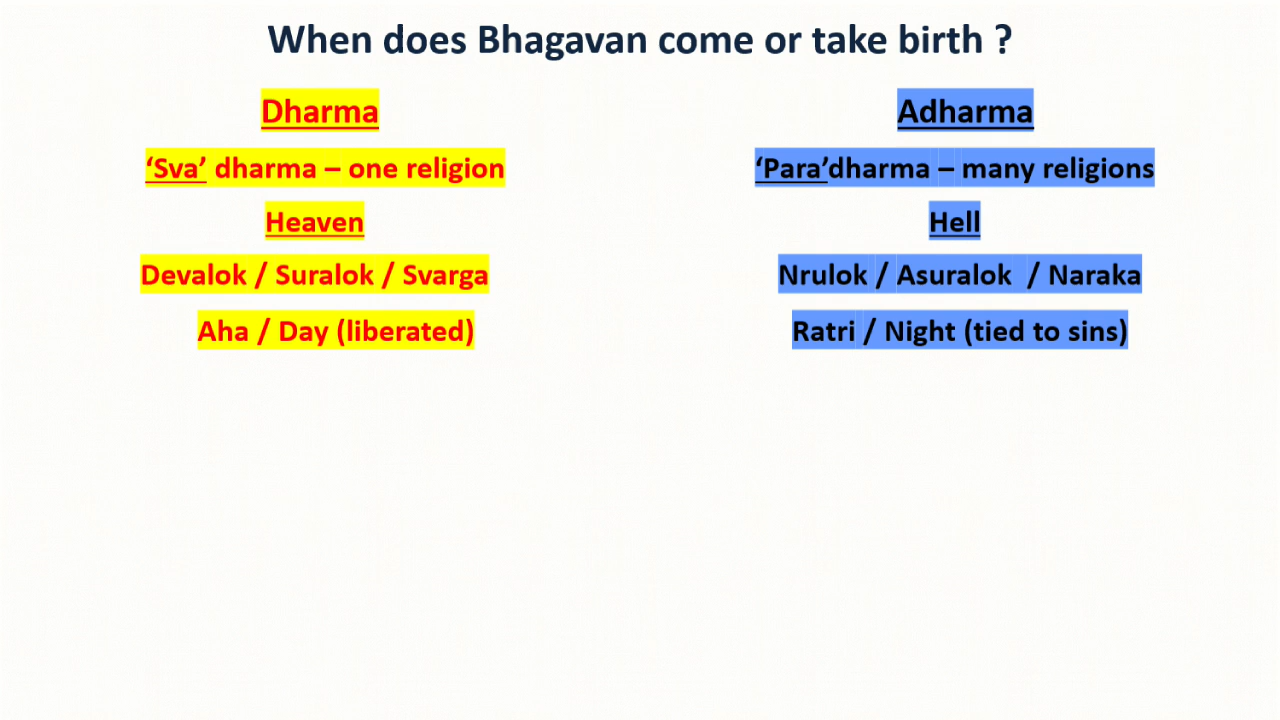 When does Bhagavan come or take birth ?
Dharma
Adharma
‘Sva’ dharma – one religion
‘Para’dharma – many religions
Heaven
Hell
Devalok / Suralok / Svarga
Nrulok / Asuralok / Naraka
Aha / Day (liberated)
Ratri / Night (tied to sins)